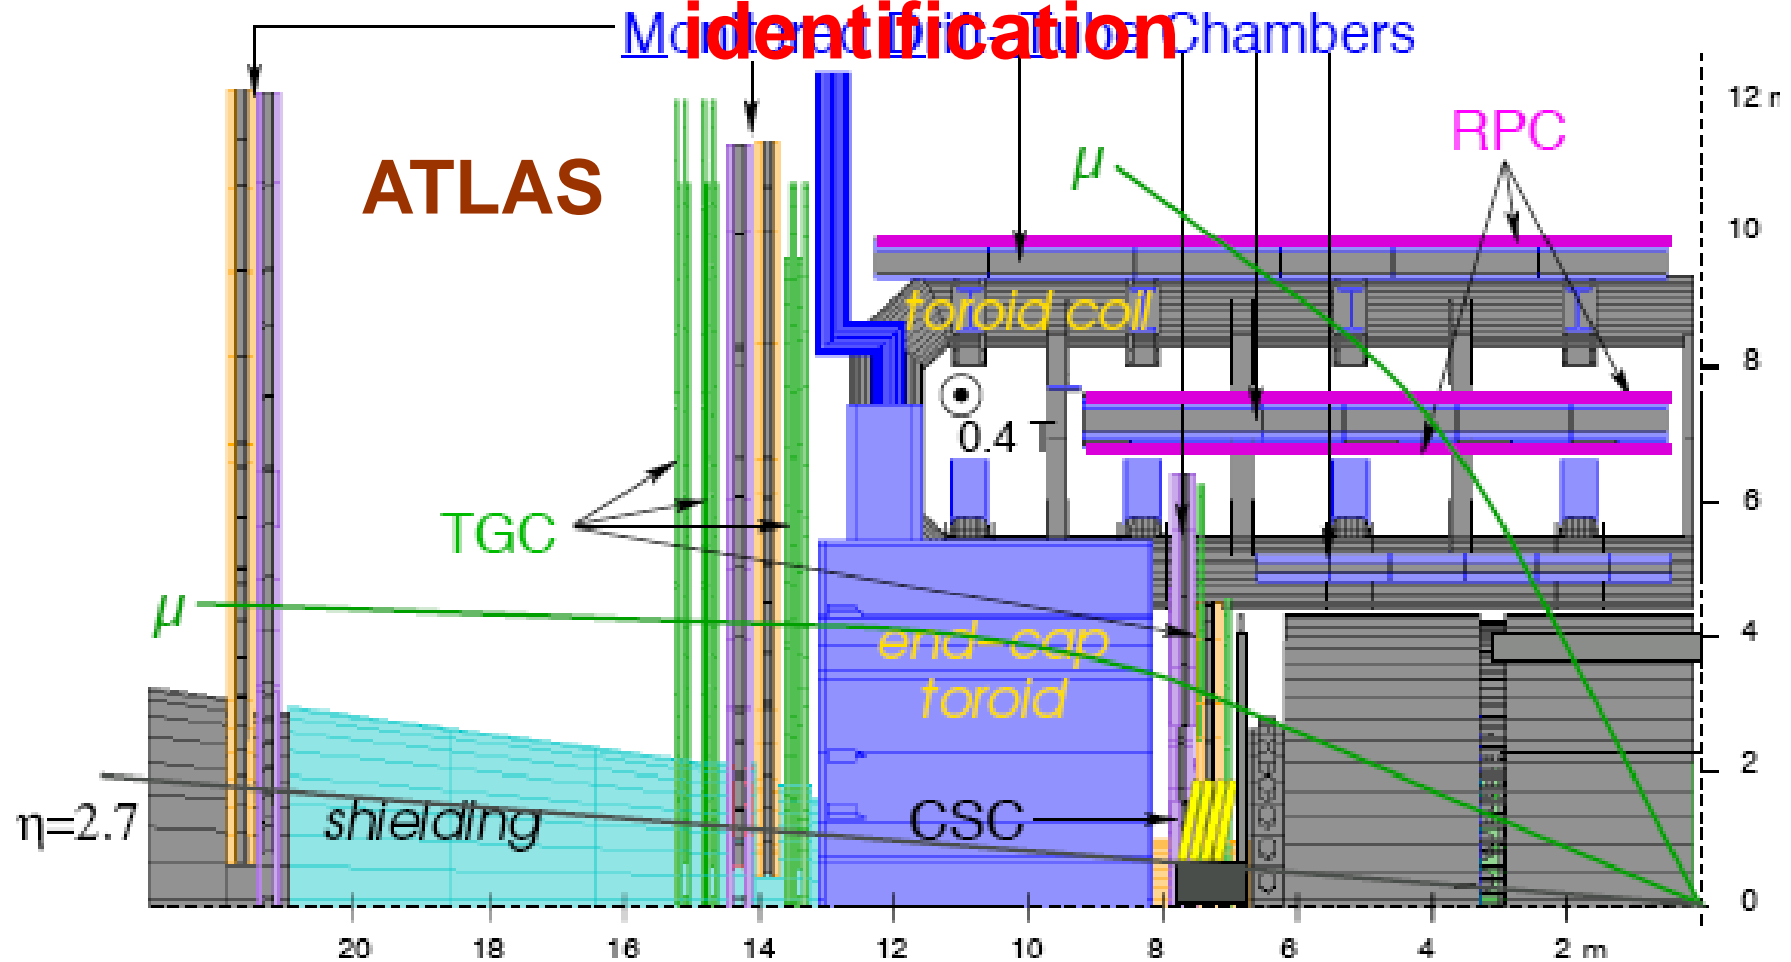 identification
Monitored Drift Tube Chambers
12 m
RPC
μ
ATLAS
10
toroid coil
8
0.4 T
6
TGC
μ
4
end-cap
toroid
2
η=2.7
shielding
CSC
0
20 18 16 14 12 10 8 6 4 2 m